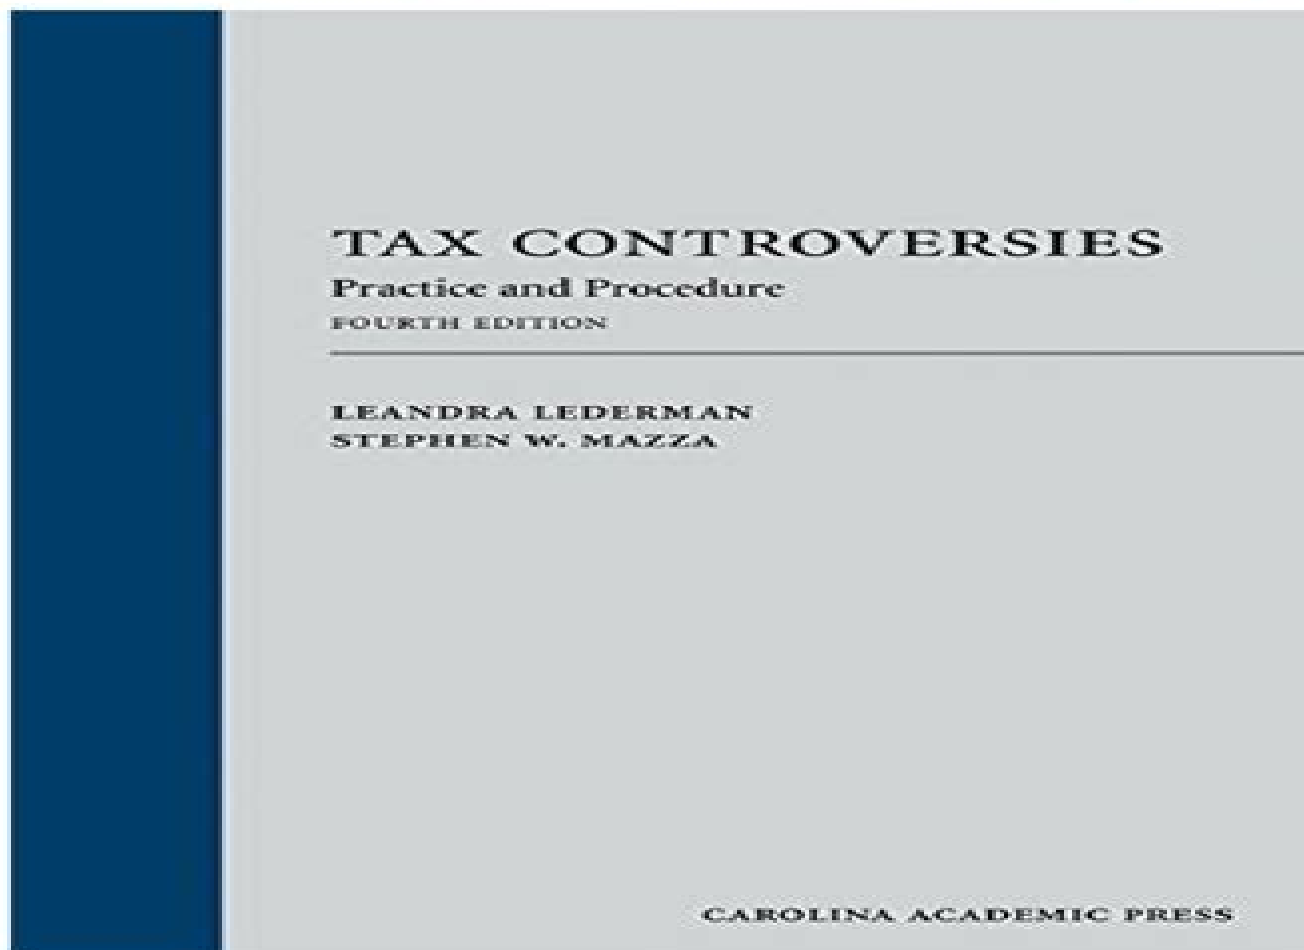 TAX CONTROVERSIES
Practice and Procedure
FOURTH EDITION
LEANDRA LEDERMAN
STEPHEN W. MAZZA
CAROLINA ACADEMIC PRESS